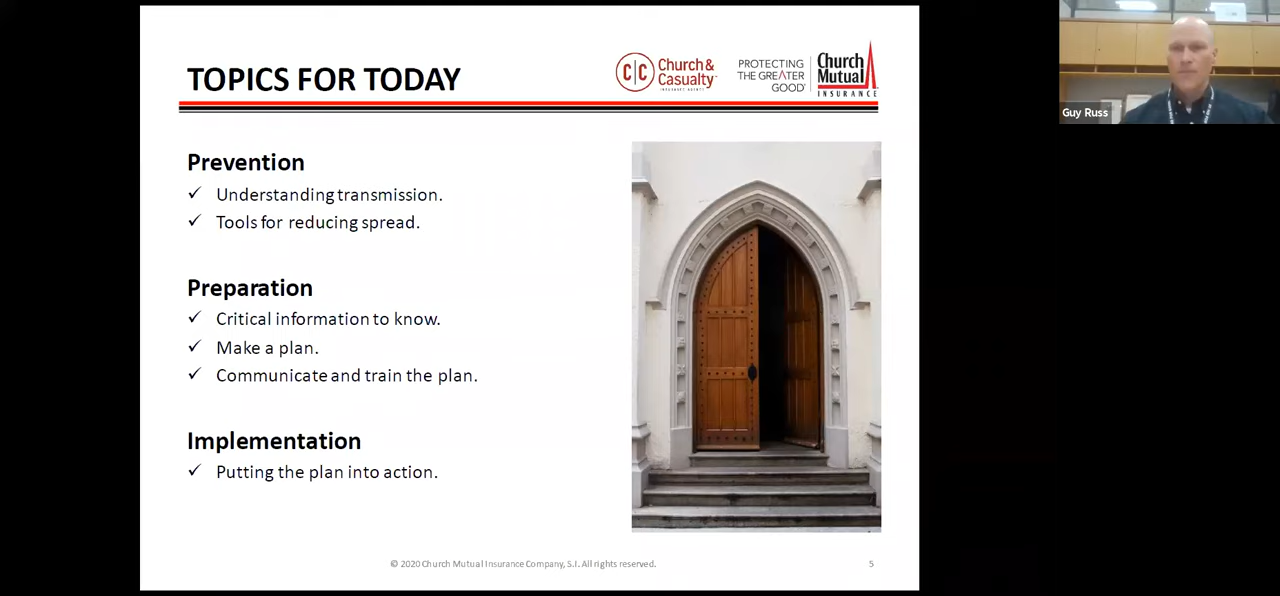 TOPICS FOR TODAY
C|C Church & Casualty
PROTECTING THE GREATER GOOD
Church Mutual INSURANCE
Guy Russ
Prevention
✓ Understanding transmission.
✓ Tools for reducing spread.
Preparation
✓ Critical information to know.
✓ Make a plan.
✓ Communicate and train the plan.
Implementation
✓ Putting the plan into action.
© 2020 Church Mutual Insurance Company, S.I. All rights reserved.
5